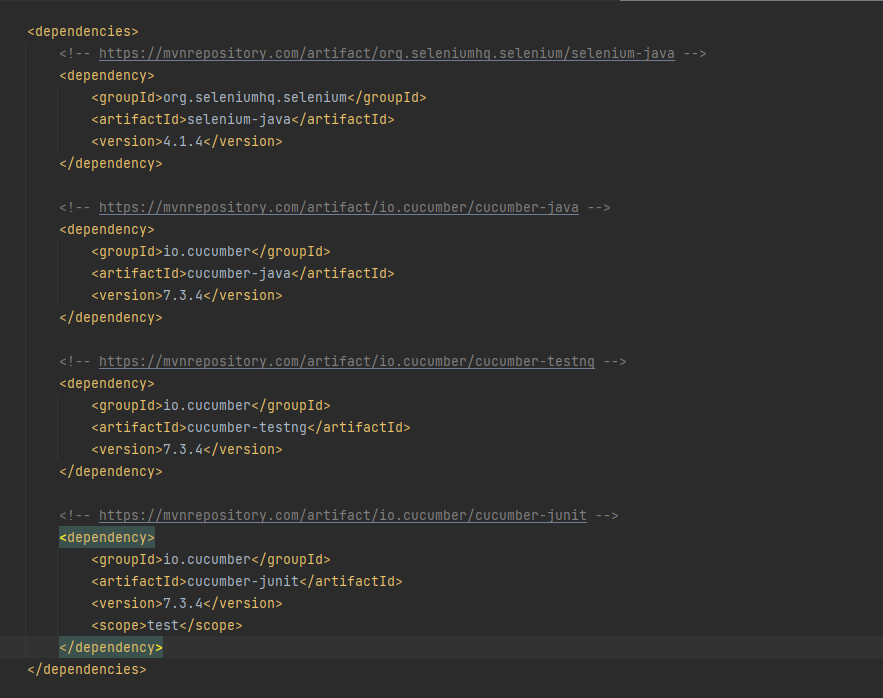 <dependencies>
<!-- https://mvnrepository.com/artifact/org.seleniumhq.selenium/selenium-java -->
<dependency>
<groupId>org.seleniumhq.selenium</groupId>
<artifactId>selenium-java</artifactId>
<version>4.1.4</version>
</dependency>
<!-- https://mvnrepository.com/artifact/io.cucumber/cucumber-java -->
<dependency>
<groupId>io.cucumber</groupId>
<artifactId>cucumber-java</artifactId>
<version>7.3.4</version>
</dependency>
<!-- https://mvnrepository.com/artifact/io.cucumber/cucumber-testng -->
<dependency>
<groupId>io.cucumber</groupId>
<artifactId>cucumber-testng</artifactId>
<version>7.3.4</version>
</dependency>
<!-- https://mvnrepository.com/artifact/io.cucumber/cucumber-junit -->
<dependency>
<groupId>io.cucumber</groupId>
<artifactId>cucumber-junit</artifactId>
<version>7.3.4</version>
<scope>test</scope>
</dependency>
</dependencies>